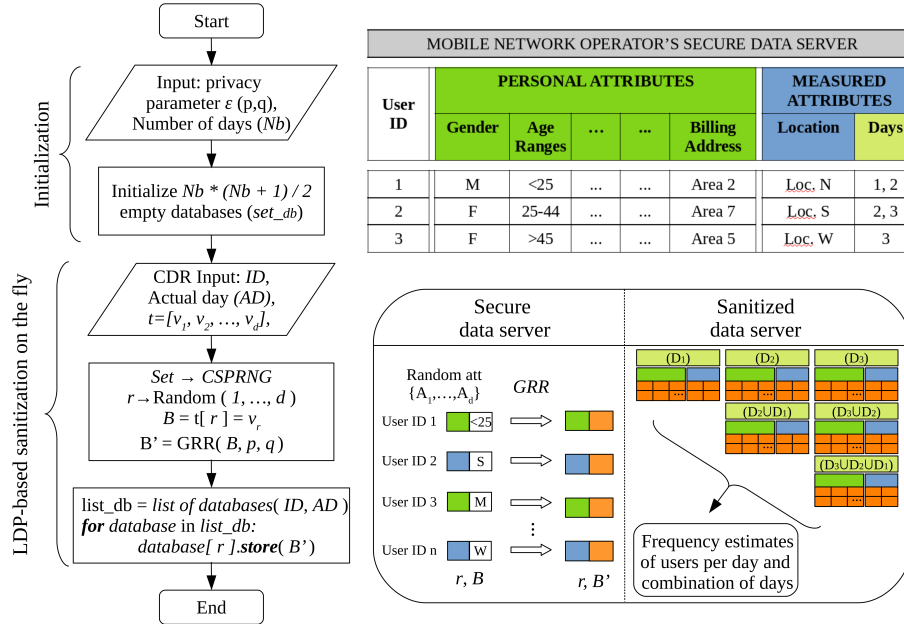 Start
Input: privacy
parameter ε (p,q),
Number of days (Nb)
Initialize Nb * (Nb + 1) / 2
empty databases (set_db)
Initialization
CDR Input: ID,
Actual day (AD),
t=[v1, v2, …, vd],
Set → CSPRNG
r→Random ( 1, …, d )
B = t[ r ] = vr
B’ = GRR( B, p, q )
list_db = list of databases( ID, AD )
for database in list_db:
database[ r ].store( B’ )
LDP-based sanitization on the fly
End
MOBILE NETWORK OPERATOR’S SECURE DATA SERVER
User ID | PERSONAL ATTRIBUTES | MEASURED ATTRIBUTES
Gender | Age Ranges | … | ... | Billing Address | Location | Days
1 | M | <25 | ... | ... | Area 2 | Loc. N | 1, 2
2 | F | 25-44 | ... | ... | Area 7 | Loc. S | 2, 3
3 | F | >45 | ... | ... | Area 5 | Loc. W | 3
Secure
data server
Random att
{A1,…,Ad}
GRR
User ID 1 <25
User ID 2 S
User ID 3 M
⋮
User ID n W
r, B
r, B’
Sanitized
data server
(D1) (D2) (D3)
... ... ...
(D2∪D1) (D3∪D2)
... ...
(D3∪D2∪D1)
...
Frequency estimates
of users per day and
combination of days